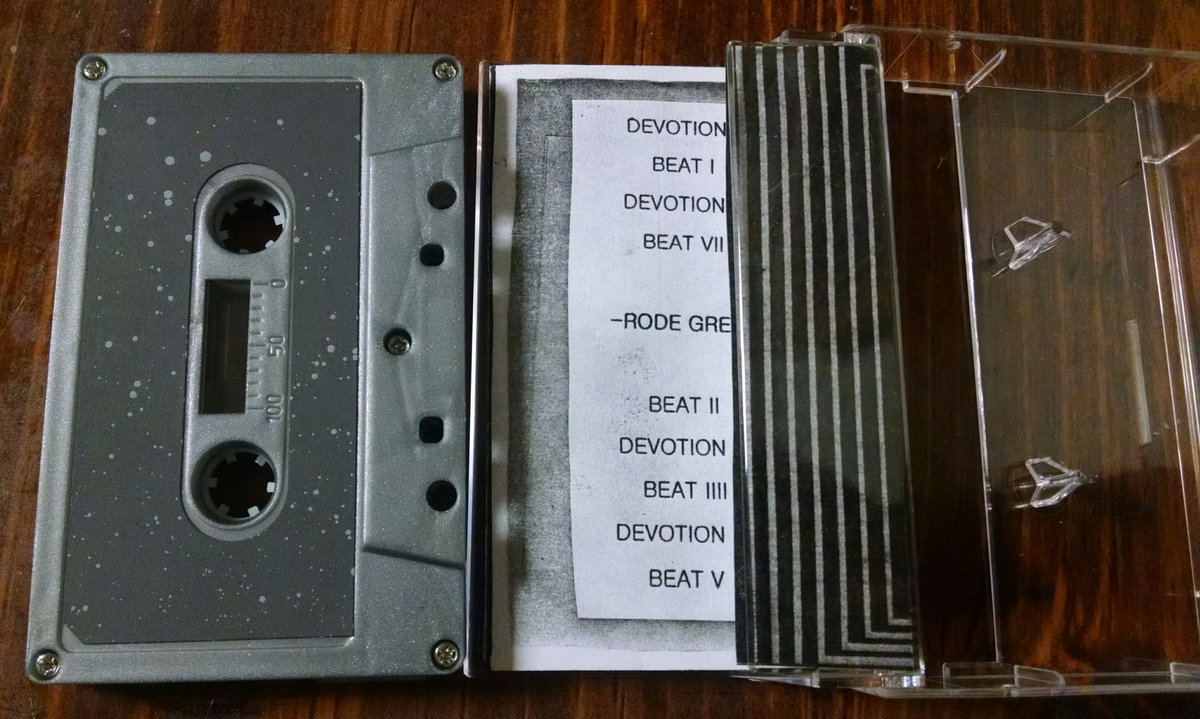 DEVOTION
BEAT I
DEVOTION
BEAT VII
–RODE GRE
BEAT II
DEVOTION
BEAT IIII
DEVOTION
BEAT V
0
50
100